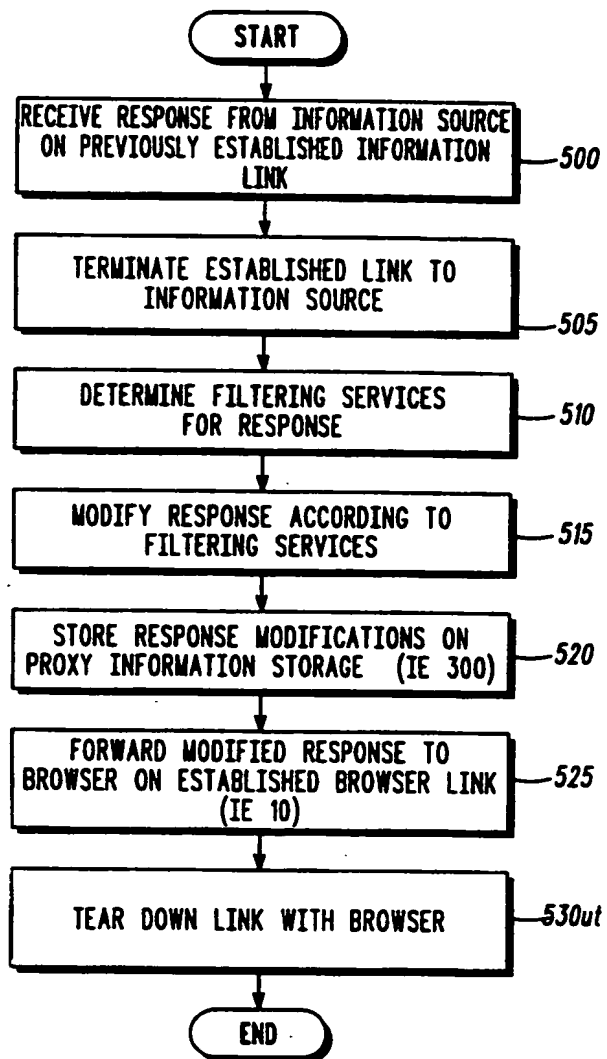 START
RECEIVE RESPONSE FROM INFORMATION SOURCE
ON PREVIOUSLY ESTABLISHED INFORMATION
LINK
500
TERMINATE ESTABLISHED LINK TO
INFORMATION SOURCE
505
DETERMINE FILTERING SERVICES
FOR RESPONSE
510
MODIFY RESPONSE ACCORDING TO
FILTERING SERVICES
515
STORE RESPONSE MODIFICATIONS ON
PROXY INFORMATION STORAGE (IE 300)
520
FORWARD MODIFIED RESPONSE TO
BROWSER ON ESTABLISHED BROWSER LINK
(IE 10)
525
TEAR DOWN LINK WITH BROWSER
530ut
END